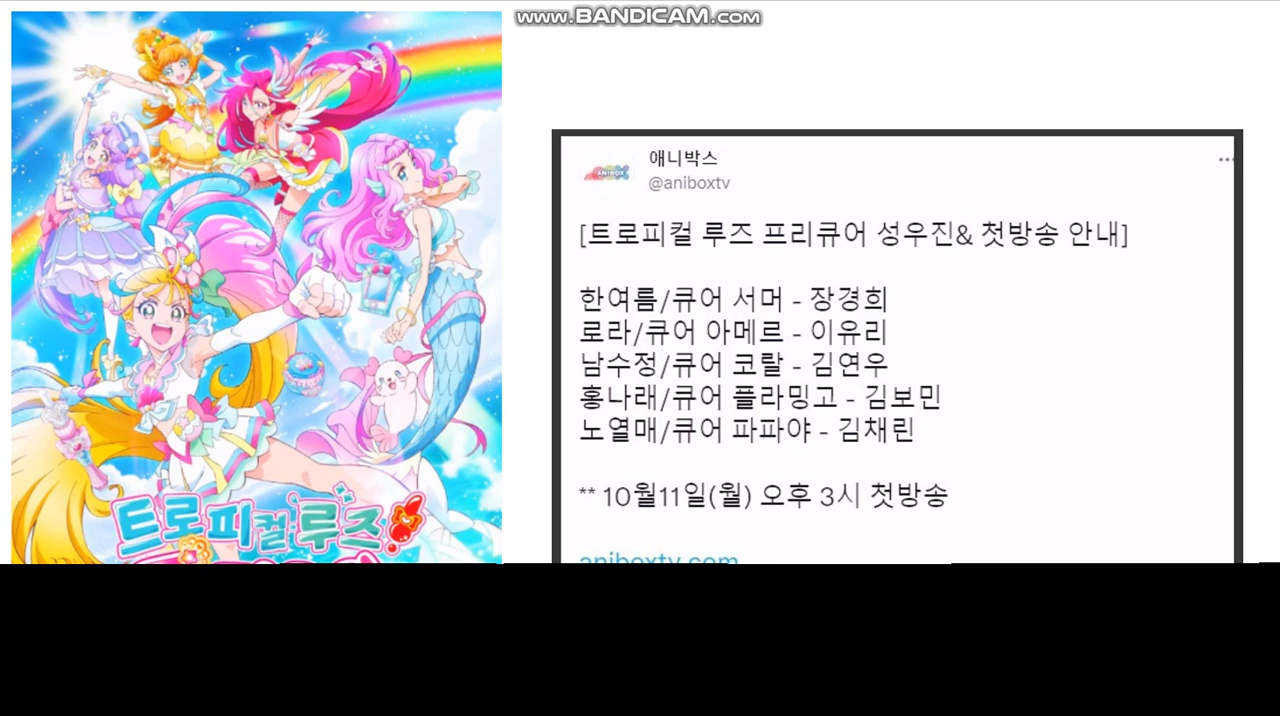 www.BANDICAM.com
트로피컬 루즈!
애니박스
ANIBOX
@aniboxtv
[트로피컬 루즈 프리큐어 성우진& 첫방송 안내]
한여름/큐어 서머 - 장경희
로라/큐어 아메르 - 이유리
남수정/큐어 코랄 - 김연우
홍나래/큐어 플라밍고 - 김보민
노열매/큐어 파파야 - 김채린
** 10월11일(월) 오후 3시 첫방송
aniboxtv.com